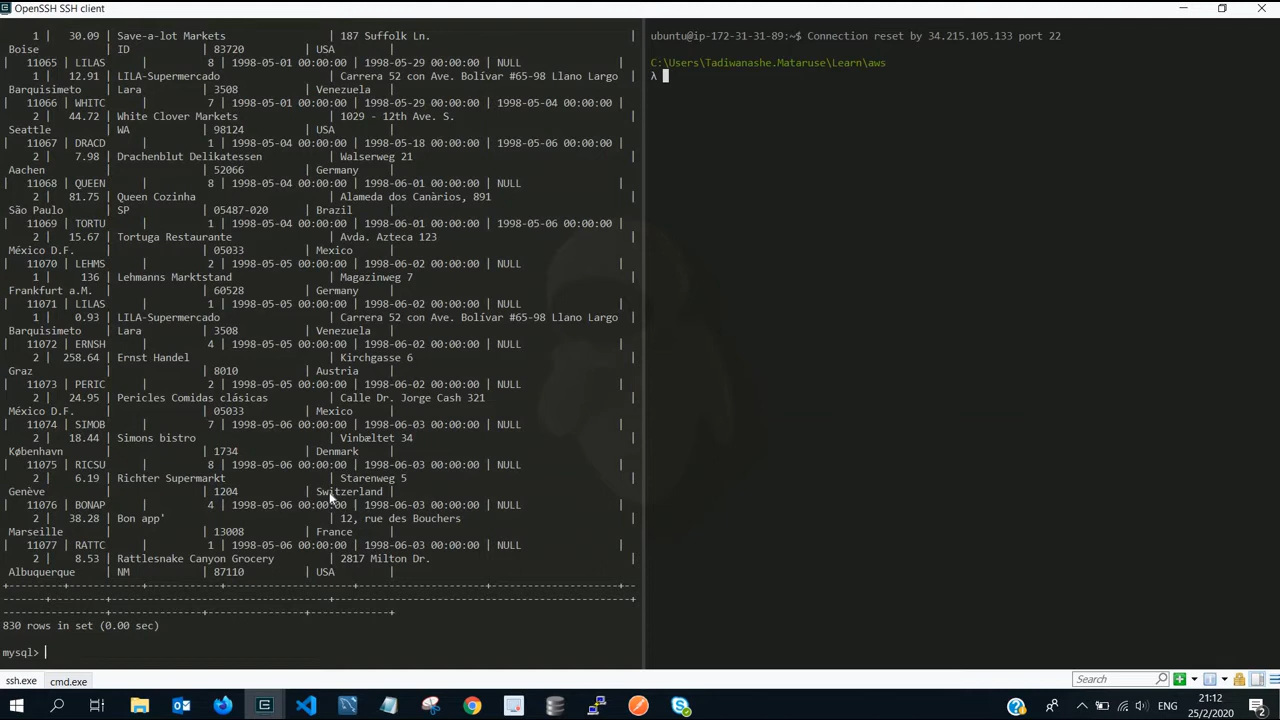 OpenSSH SSH client
1 | 30.09 | Save-a-lot Markets | 187 Suffolk Ln. |
Boise | ID | 83720 | USA |
| 11065 | LILAS | 8 | 1998-05-01 00:00:00 | 1998-05-29 00:00:00 | NULL |
1 | 12.91 | LILA-Supermercado | Carrera 52 con Ave. Bolívar #65-98 Llano Largo |
Barquisimeto | Lara | 3508 | Venezuela |
| 11066 | WHITC | 7 | 1998-05-01 00:00:00 | 1998-05-29 00:00:00 | 1998-05-04 00:00:00 |
2 | 44.72 | White Clover Markets | 1029 - 12th Ave. S. |
Seattle | WA | 98124 | USA |
| 11067 | DRACD | 1 | 1998-05-04 00:00:00 | 1998-05-18 00:00:00 | 1998-05-06 00:00:00 |
2 | 7.98 | Drachenblut Delikatessen | Walserweg 21 |
Aachen | | 52066 | Germany |
| 11068 | QUEEN | 8 | 1998-05-04 00:00:00 | 1998-06-01 00:00:00 | NULL |
2 | 81.75 | Queen Cozinha | Alameda dos Canàrios, 891 |
São Paulo | SP | 05487-020 | Brazil |
| 11069 | TORTU | 1 | 1998-05-04 00:00:00 | 1998-06-01 00:00:00 | 1998-05-06 00:00:00 |
2 | 15.67 | Tortuga Restaurante | Avda. Azteca 123 |
México D.F. | | 05033 | Mexico |
| 11070 | LEHMS | 2 | 1998-05-05 00:00:00 | 1998-06-02 00:00:00 | NULL |
1 | 136 | Lehmanns Marktstand | Magazinweg 7 |
Frankfurt a.M. | | 60528 | Germany |
| 11071 | LILAS | 1 | 1998-05-05 00:00:00 | 1998-06-02 00:00:00 | NULL |
1 | 0.93 | LILA-Supermercado | Carrera 52 con Ave. Bolívar #65-98 Llano Largo |
Barquisimeto | Lara | 3508 | Venezuela |
| 11072 | ERNSH | 4 | 1998-05-05 00:00:00 | 1998-06-02 00:00:00 | NULL |
2 | 258.64 | Ernst Handel | Kirchgasse 6 |
Graz | | 8010 | Austria |
| 11073 | PERIC | 2 | 1998-05-05 00:00:00 | 1998-06-02 00:00:00 | NULL |
2 | 24.95 | Pericles Comidas clásicas | Calle Dr. Jorge Cash 321 |
México D.F. | | 05033 | Mexico |
| 11074 | SIMOB | 7 | 1998-05-06 00:00:00 | 1998-06-03 00:00:00 | NULL |
2 | 18.44 | Simons bistro | Vinbæltet 34 |
København | | 1734 | Denmark |
| 11075 | RICSU | 8 | 1998-05-06 00:00:00 | 1998-06-03 00:00:00 | NULL |
2 | 6.19 | Richter Supermarkt | Starenweg 5 |
Genève | | 1204 | Switzerland |
| 11076 | BONAP | 4 | 1998-05-06 00:00:00 | 1998-06-03 00:00:00 | NULL |
2 | 38.28 | Bon app' | 12, rue des Bouchers |
Marseille | | 13008 | France |
| 11077 | RATTC | 1 | 1998-05-06 00:00:00 | 1998-06-03 00:00:00 | NULL |
2 | 8.53 | Rattlesnake Canyon Grocery | 2817 Milton Dr. |
Albuquerque | NM | 87110 | USA |
830 rows in set (0.00 sec)
mysql>
ubuntu@ip-172-31-31-89:~$ Connection reset by 34.215.105.133 port 22
C:\Users\Tadiwanashe.Mataruse\Learn\aws
λ
ssh.exe
cmd.exe
Search
ENG
21:12
25/2/2020
2